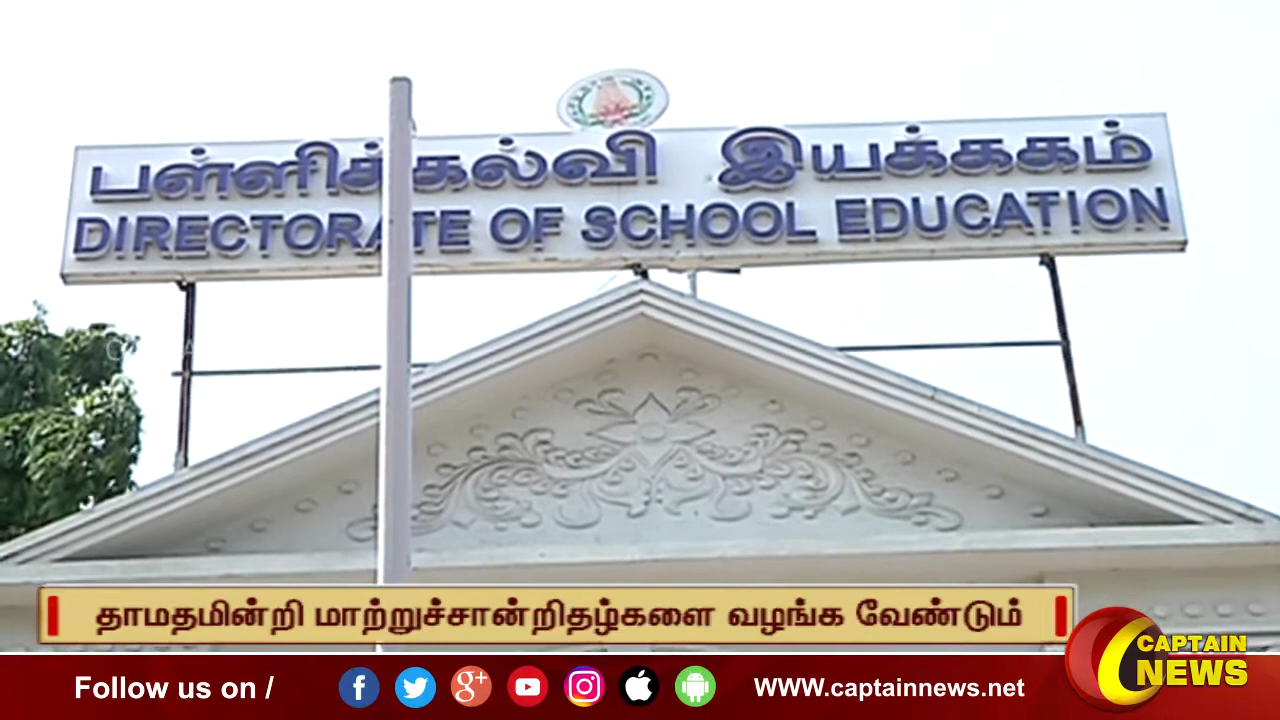 பள்ளிக்கல்வி இயக்ககம்
DIRECTORATE OF SCHOOL EDUCATION
தாமதமின்றி மாற்றுச்சான்றிதழ்களை வழங்க வேண்டும்
Follow us on /
WWW.captainnews.net
CAPTAIN
NEWS